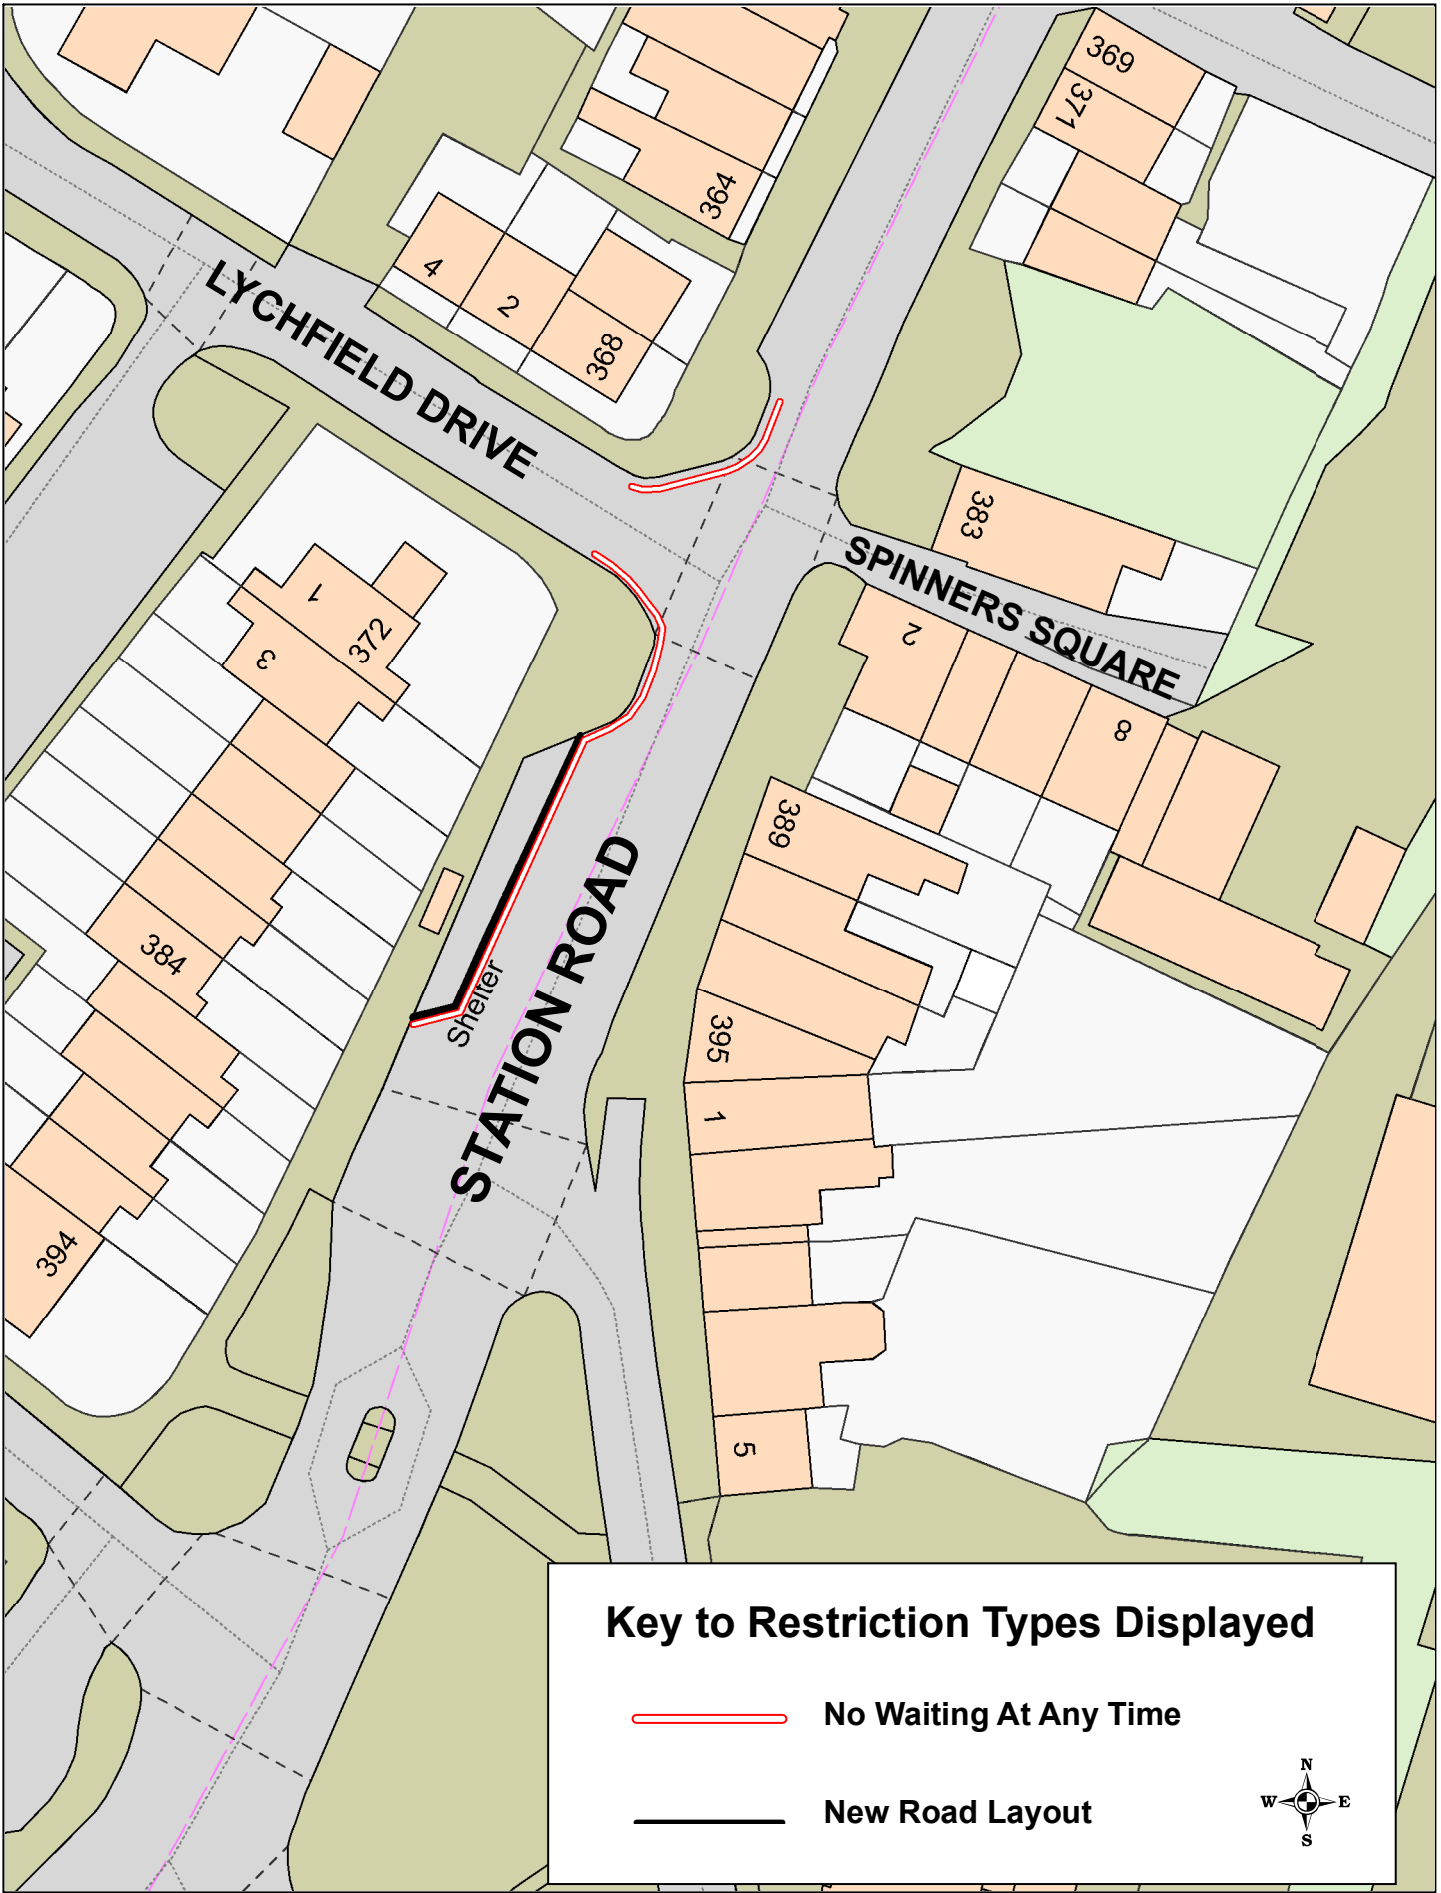 369
371
364
4
2
368
LYCHFIELD DRIVE
383
SPINNERS SQUARE
1
372
3
2
8
389
STATION ROAD
384
Shelter
395
1
394
5
Key to Restriction Types Displayed
No Waiting At Any Time
New Road Layout
N
W E
S